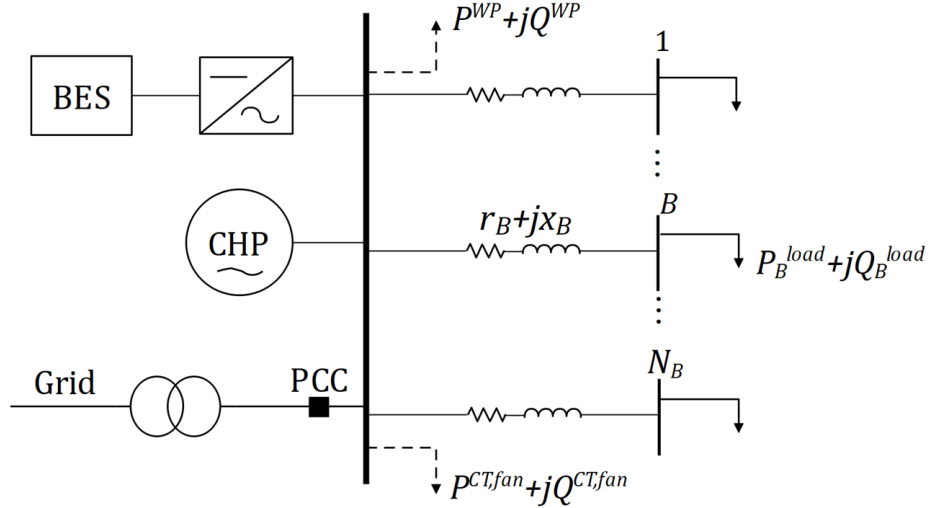 P^{WP}+jQ^{WP}
1
BES
B
r_B+jx_B
CHP
P_B^{load}+jQ_B^{load}
N_B
Grid
PCC
P^{CT,fan}+jQ^{CT,fan}